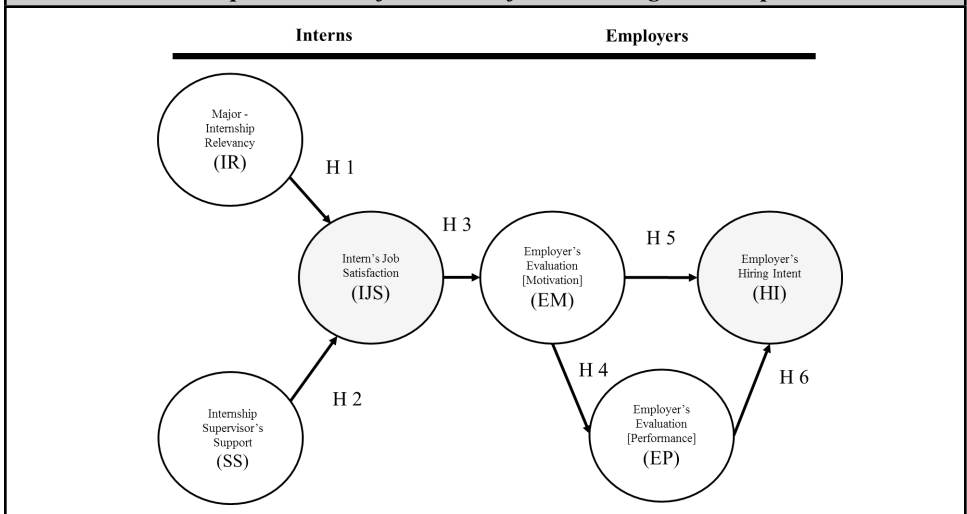 Interns
Employers
Major -
Internship
Relevancy
(IR)
H 1
Intern's Job
Satisfaction
(IJS)
H 3
Employer's
Evaluation
[Motivation]
(EM)
H 5
Employer's
Hiring Intent
(HI)
H 2
Internship
Supervisor's
Support
(SS)
H 4
Employer's
Evaluation
[Performance]
(EP)
H 6